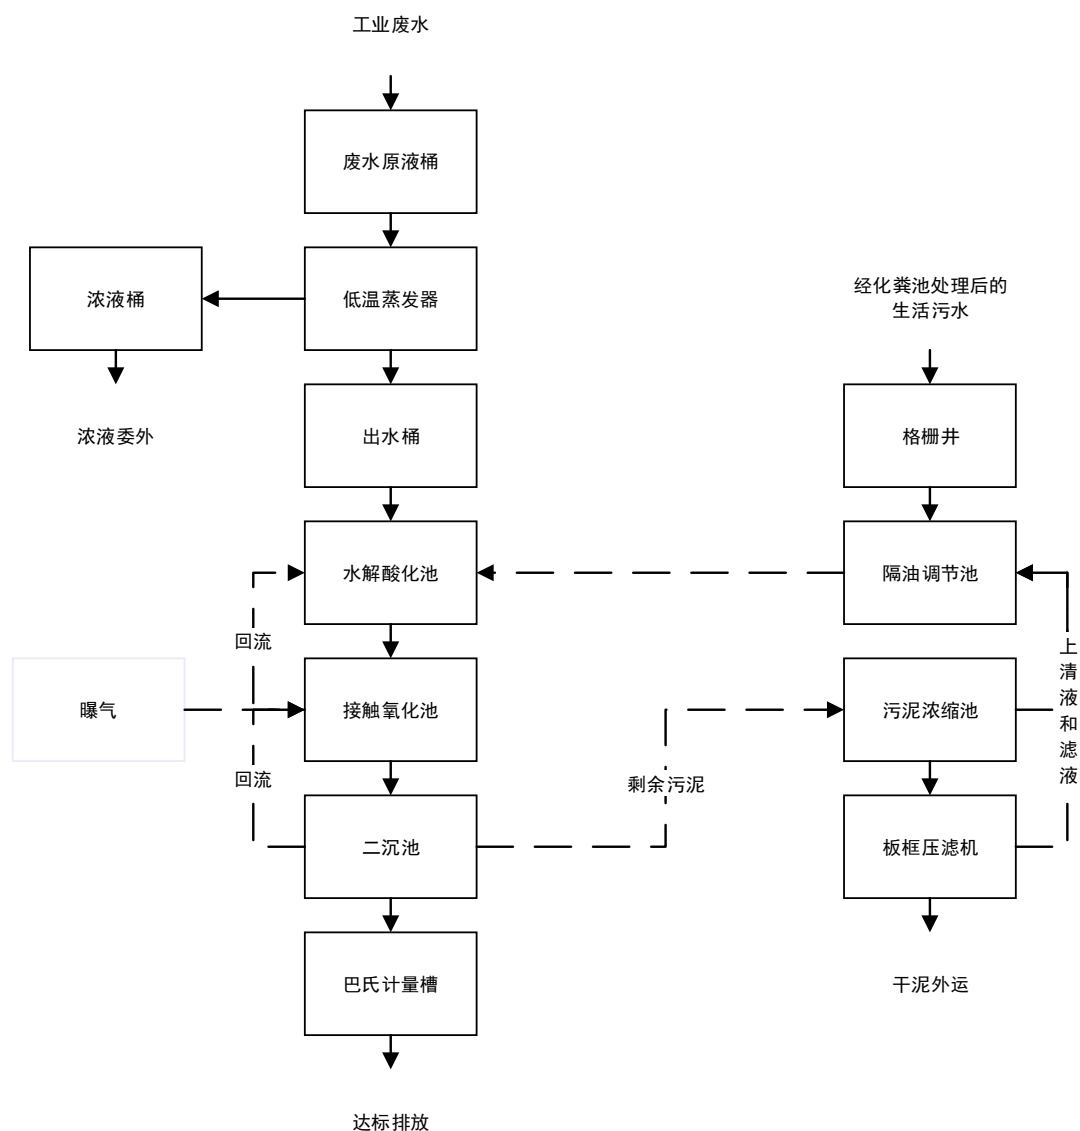 工业废水
废水原液桶
浓液桶
低温蒸发器
经化粪池处理后的
生活污水
浓液委外
出水桶
格栅井
水解酸化池
隔油调节池
回流
上清液和滤液
曝气
接触氧化池
污泥浓缩池
回流
剩余污泥
二沉池
板框压滤机
巴氏计量槽
干泥外运
达标排放